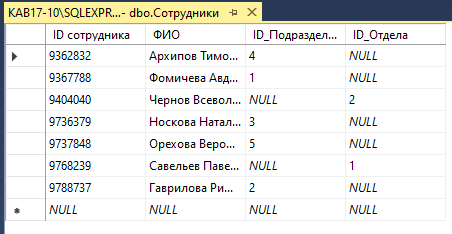 KAB17-10\SQLEXPR...- dbo.Сотрудники
ID сотрудника ФИО ID_Подраздел... ID_Отдела
9362832 Архипов Тимо... 4 NULL
9367788 Фомичева Авд... 1 NULL
9404040 Чернов Всевол... NULL 2
9736379 Носкова Натал... 3 NULL
9737848 Орехова Веро... 5 NULL
9768239 Савельев Паве... NULL 1
9788737 Гаврилова Ри... 2 NULL
NULL NULL NULL NULL